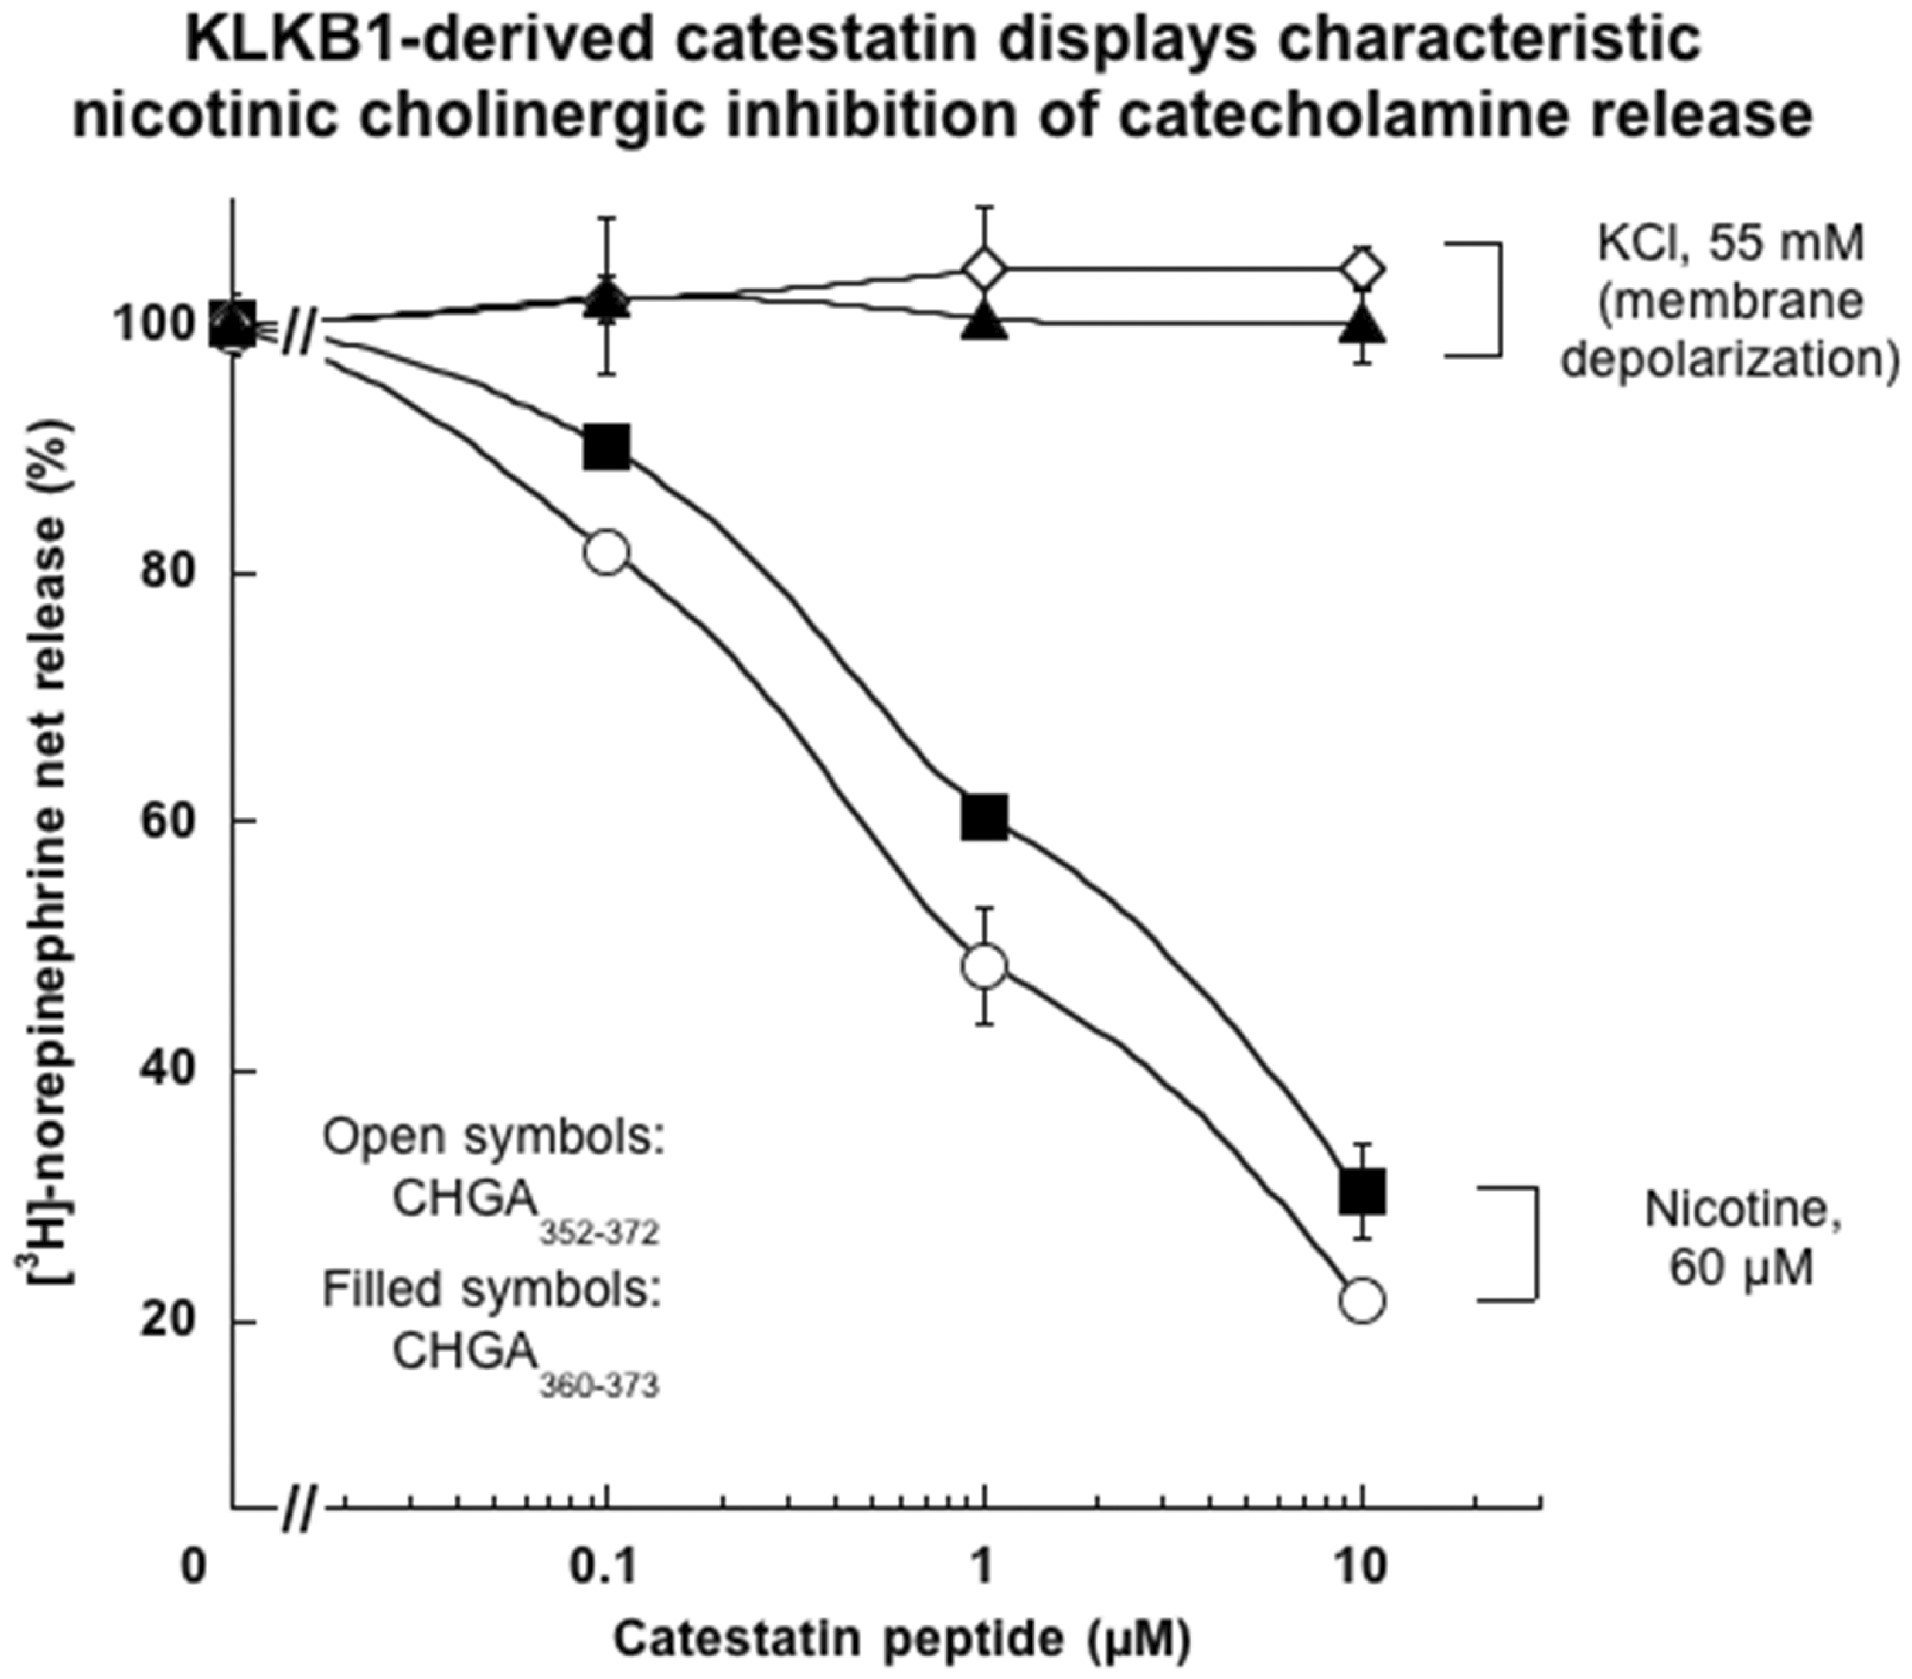 KLKB1-derived catestatin displays characteristic
nicotinic cholinergic inhibition of catecholamine release
KCl, 55 mM
(membrane
depolarization)
[³H]-norepinephrine net release (%)
100
80
60
40
20
Open symbols:
CHGA352-372
Filled symbols:
CHGA360-373
Nicotine,
60 µM
//
//
0 0.1 1 10
Catestatin peptide (µM)